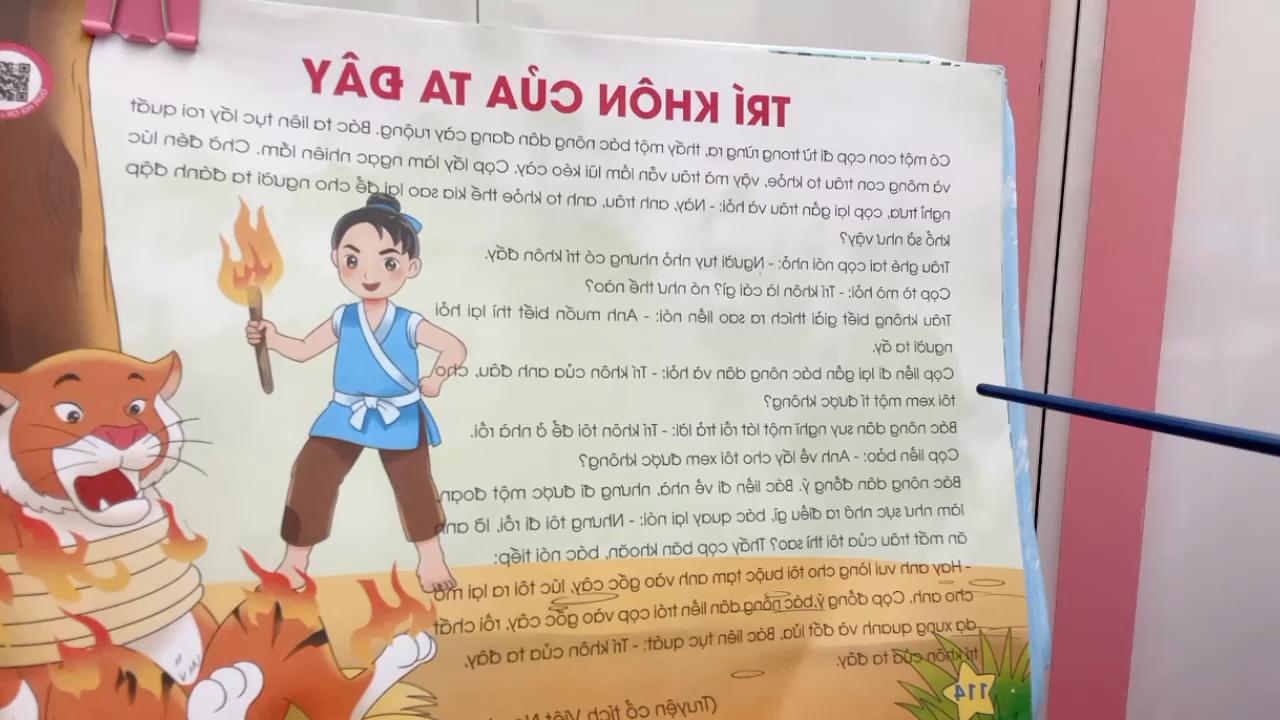 TRÍ KHÔN CỦA TA ĐÂY
Có một con cọp đi từ trong rừng ra, thấy một bác nông dân đang cày ruộng. Bác ta liên tục lấy roi quất
vá mông con trâu to khỏe, vậy mà trâu vẫn lầm lũi kéo cày. Cọp lấy làm ngạc nhiên lắm. Chờ đến lúc
nghỉ trưa, cọp lại gần trâu và hỏi: - Này, anh trâu, anh to khỏe thế kia sao lại để cho người ta đánh đập
khổ sở như vậy?
Trâu ghé tai cọp nói nhỏ: - Người tuy nhỏ nhưng có trí khôn đấy.
Cọp tò mò hỏi: - Trí khôn là cái gì? nó như thế nào?
Trâu không biết giải thích ra sao liền nói: - Anh muốn biết thì lại hỏi
người ta ấy.
Cọp liền đi lại gần bác nông dân và hỏi: - Trí khôn của anh đâu, cho
tôi xem một ít được không?
Bác nông dân suy nghĩ một lát rồi trả lời: - Trí khôn tôi để ở nhà rồi.
Cọp liền bảo: - Anh về lấy cho tôi xem được không?
Bác nông dân đồng ý. Bác liền đi về nhà, nhưng đi được một đoạn,
làm như sực nhớ ra điều gì, bác quay lại nói: - Nhưng tôi đi rồi, lỡ anh
ăn mất trâu của tôi thì sao? Thấy cọp băn khoăn, bác nói tiếp:
- Hay anh vui lòng cho tôi buộc tạm anh vào gốc cây, lúc tôi ra lại mở
cho anh. Cọp đồng ý, bác nông dân liền trói cọp vào gốc cây, rồi chất
dạ xung quanh và đốt lửa, Bác liên tục quát: - Trí khôn của ta đây,
trí khôn của ta đây.
(Truyện cổ tích Việt
114